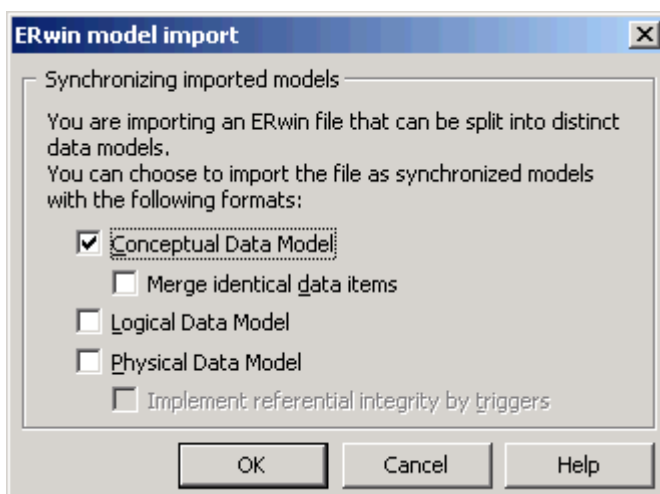 ERwin model import
Synchronizing imported models
You are importing an ERwin file that can be split into distinct
data models.
You can choose to import the file as synchronized models
with the following formats:
Conceptual Data Model
Merge identical data items
Logical Data Model
Physical Data Model
Implement referential integrity by triggers
OK Cancel Help